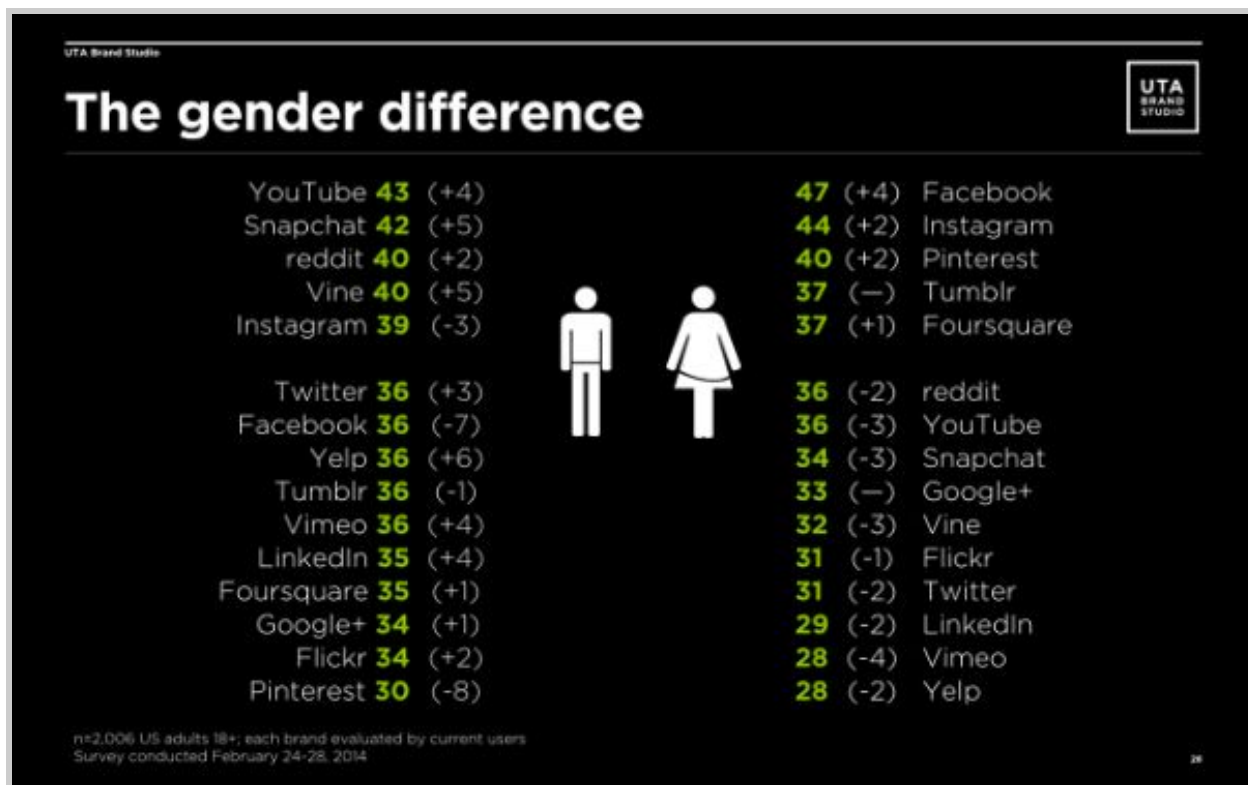 UTA Brand Studio
The gender difference
UTA
BRAND
STUDIO
YouTube 43 (+4)
Snapchat 42 (+5)
reddit 40 (+2)
Vine 40 (+5)
Instagram 39 (-3)
Twitter 36 (+3)
Facebook 36 (-7)
Yelp 36 (+6)
Tumblr 36 (-1)
Vimeo 36 (+4)
LinkedIn 35 (+4)
Foursquare 35 (+1)
Google+ 34 (+1)
Flickr 34 (+2)
Pinterest 30 (-8)
47 (+4) Facebook
44 (+2) Instagram
40 (+2) Pinterest
37 (—) Tumblr
37 (+1) Foursquare
36 (-2) reddit
36 (-3) YouTube
34 (-3) Snapchat
33 (—) Google+
32 (-3) Vine
31 (-1) Flickr
31 (-2) Twitter
29 (-2) LinkedIn
28 (-4) Vimeo
28 (-2) Yelp
n=2,006 US adults 18+; each brand evaluated by current users
Survey conducted February 24-28, 2014